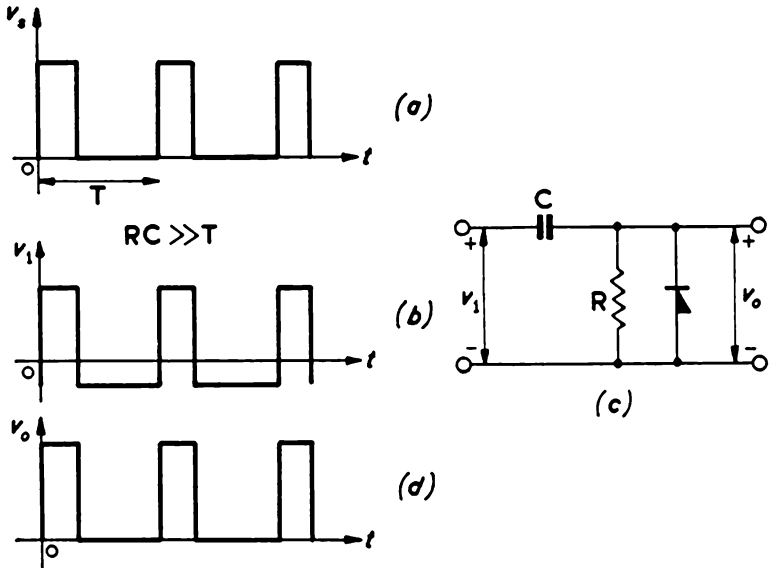 v_s
(a)
O
t
T
RC >> T
v_1
(b)
O
t
v_o
(d)
O
t
C
+
+
v_1
R
v_o
-
-
(c)